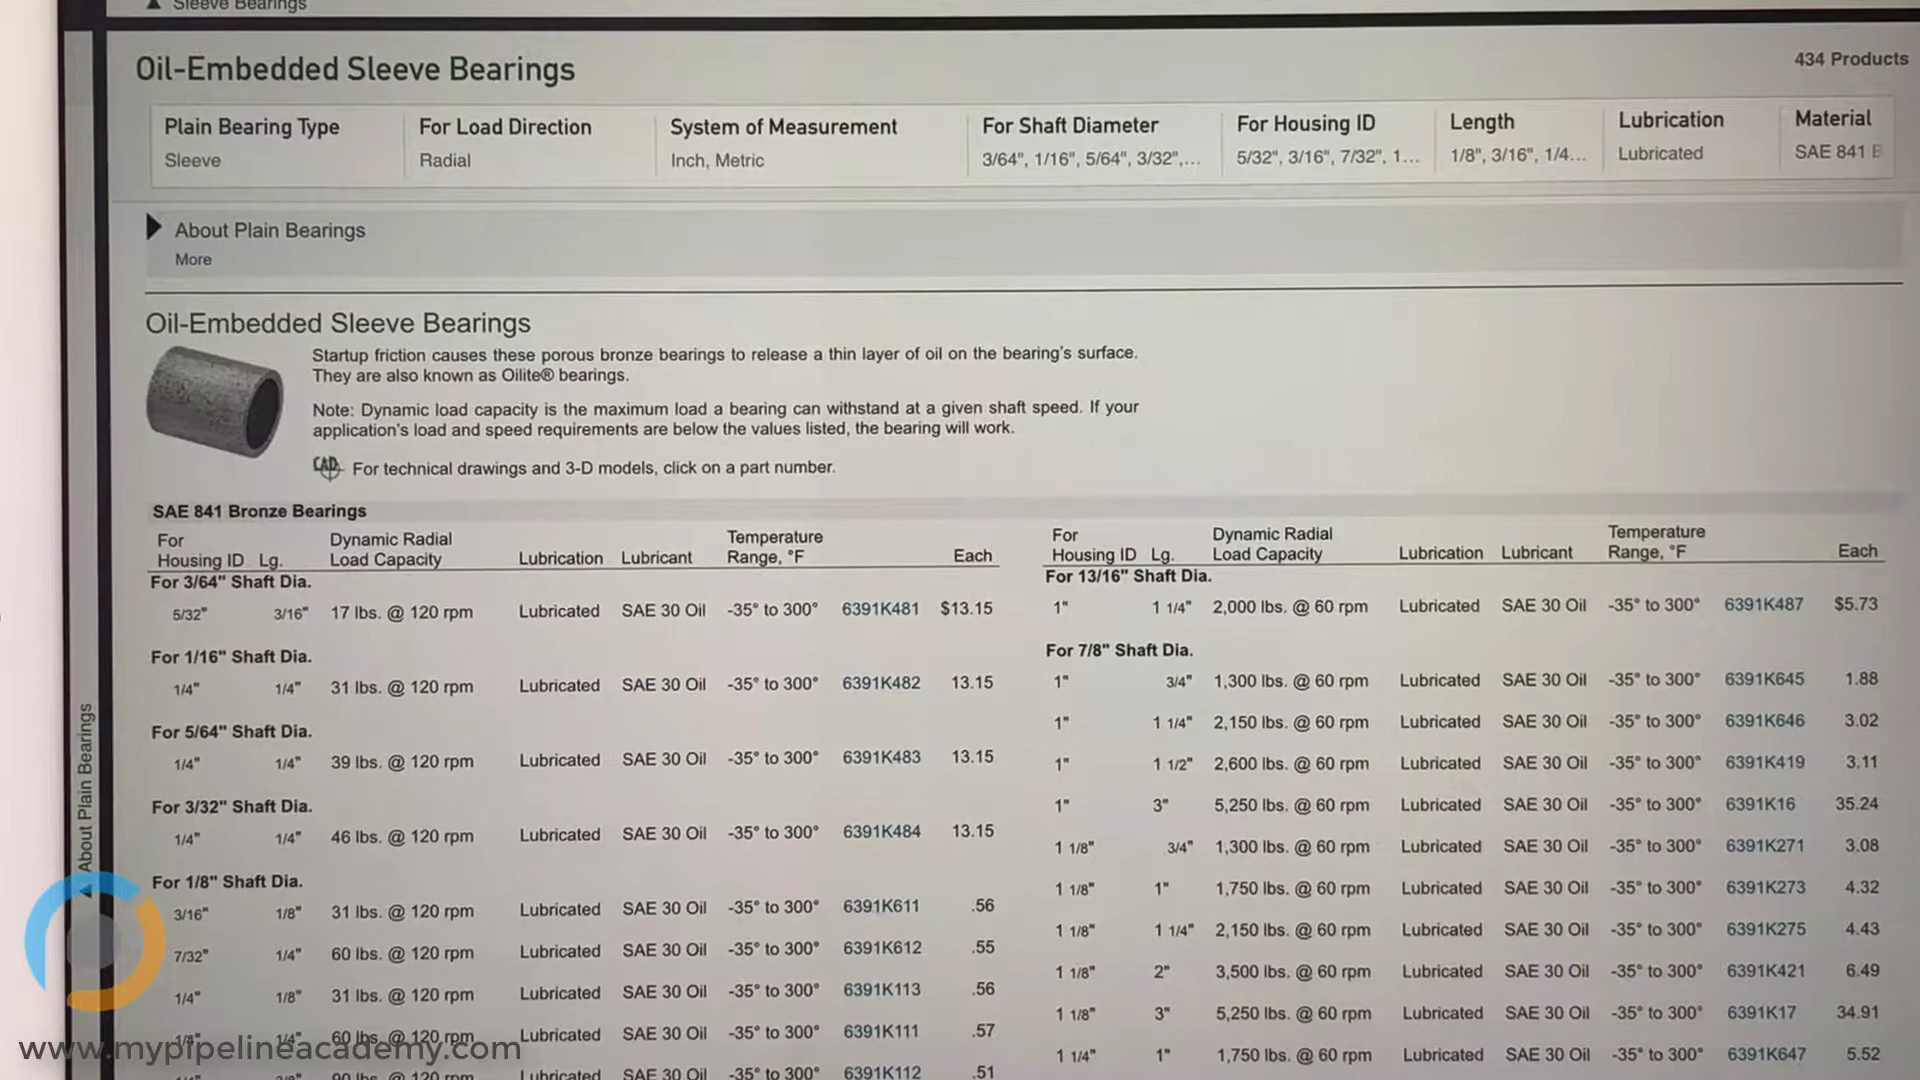 Sleeve Bearings
Oil-Embedded Sleeve Bearings
434 Products
Plain Bearing Type For Load Direction System of Measurement For Shaft Diameter For Housing ID Length Lubrication Material
Sleeve Radial Inch, Metric 3/64", 1/16", 5/64", 3/32",... 5/32", 3/16", 7/32", 1... 1/8", 3/16", 1/4... Lubricated SAE 841 B
About Plain Bearings
More
Oil-Embedded Sleeve Bearings
Startup friction causes these porous bronze bearings to release a thin layer of oil on the bearing's surface.
They are also known as Oilite® bearings.
Note: Dynamic load capacity is the maximum load a bearing can withstand at a given shaft speed. If your
application's load and speed requirements are below the values listed, the bearing will work.
CAD For technical drawings and 3-D models, click on a part number.
SAE 841 Bronze Bearings
For Dynamic Radial Temperature
Housing ID Lg. Load Capacity Lubrication Lubricant Range, °F Each
For 3/64" Shaft Dia.
5/32" 3/16" 17 lbs. @ 120 rpm Lubricated SAE 30 Oil -35° to 300° 6391K481 $13.15
For 1/16" Shaft Dia.
1/4" 1/4" 31 lbs. @ 120 rpm Lubricated SAE 30 Oil -35° to 300° 6391K482 13.15
For 5/64" Shaft Dia.
1/4" 1/4" 39 lbs. @ 120 rpm Lubricated SAE 30 Oil -35° to 300° 6391K483 13.15
For 3/32" Shaft Dia.
1/4" 1/4" 46 lbs. @ 120 rpm Lubricated SAE 30 Oil -35° to 300° 6391K484 13.15
For 1/8" Shaft Dia.
3/16" 1/8" 31 lbs. @ 120 rpm Lubricated SAE 30 Oil -35° to 300° 6391K611 .56
7/32" 1/4" 60 lbs. @ 120 rpm Lubricated SAE 30 Oil -35° to 300° 6391K612 .55
1/4" 1/8" 31 lbs. @ 120 rpm Lubricated SAE 30 Oil -35° to 300° 6391K113 .56
1/4" 1/4" 60 lbs. @ 120 rpm Lubricated SAE 30 Oil -35° to 300° 6391K111 .57
90 lbs. @ 120 rpm Lubricated SAE 30 Oil -35° to 300° 6391K112 .51
For Dynamic Radial Temperature
Housing ID Lg. Load Capacity Lubrication Lubricant Range, °F Each
For 13/16" Shaft Dia.
1" 1 1/4" 2,000 lbs. @ 60 rpm Lubricated SAE 30 Oil -35° to 300° 6391K487 $5.73
For 7/8" Shaft Dia.
1" 3/4" 1,300 lbs. @ 60 rpm Lubricated SAE 30 Oil -35° to 300° 6391K645 1.88
1" 1 1/4" 2,150 lbs. @ 60 rpm Lubricated SAE 30 Oil -35° to 300° 6391K646 3.02
1" 1 1/2" 2,600 lbs. @ 60 rpm Lubricated SAE 30 Oil -35° to 300° 6391K419 3.11
1" 3" 5,250 lbs. @ 60 rpm Lubricated SAE 30 Oil -35° to 300° 6391K16 35.24
1 1/8" 3/4" 1,300 lbs. @ 60 rpm Lubricated SAE 30 Oil -35° to 300° 6391K271 3.08
1 1/8" 1" 1,750 lbs. @ 60 rpm Lubricated SAE 30 Oil -35° to 300° 6391K273 4.32
1 1/8" 1 1/4" 2,150 lbs. @ 60 rpm Lubricated SAE 30 Oil -35° to 300° 6391K275 4.43
1 1/8" 2" 3,500 lbs. @ 60 rpm Lubricated SAE 30 Oil -35° to 300° 6391K421 6.49
1 1/8" 3" 5,250 lbs. @ 60 rpm Lubricated SAE 30 Oil -35° to 300° 6391K17 34.91
1 1/4" 1" 1,750 lbs. @ 60 rpm Lubricated SAE 30 Oil -35° to 300° 6391K647 5.52
About Plain Bearings
www.mypipelineacademy.com